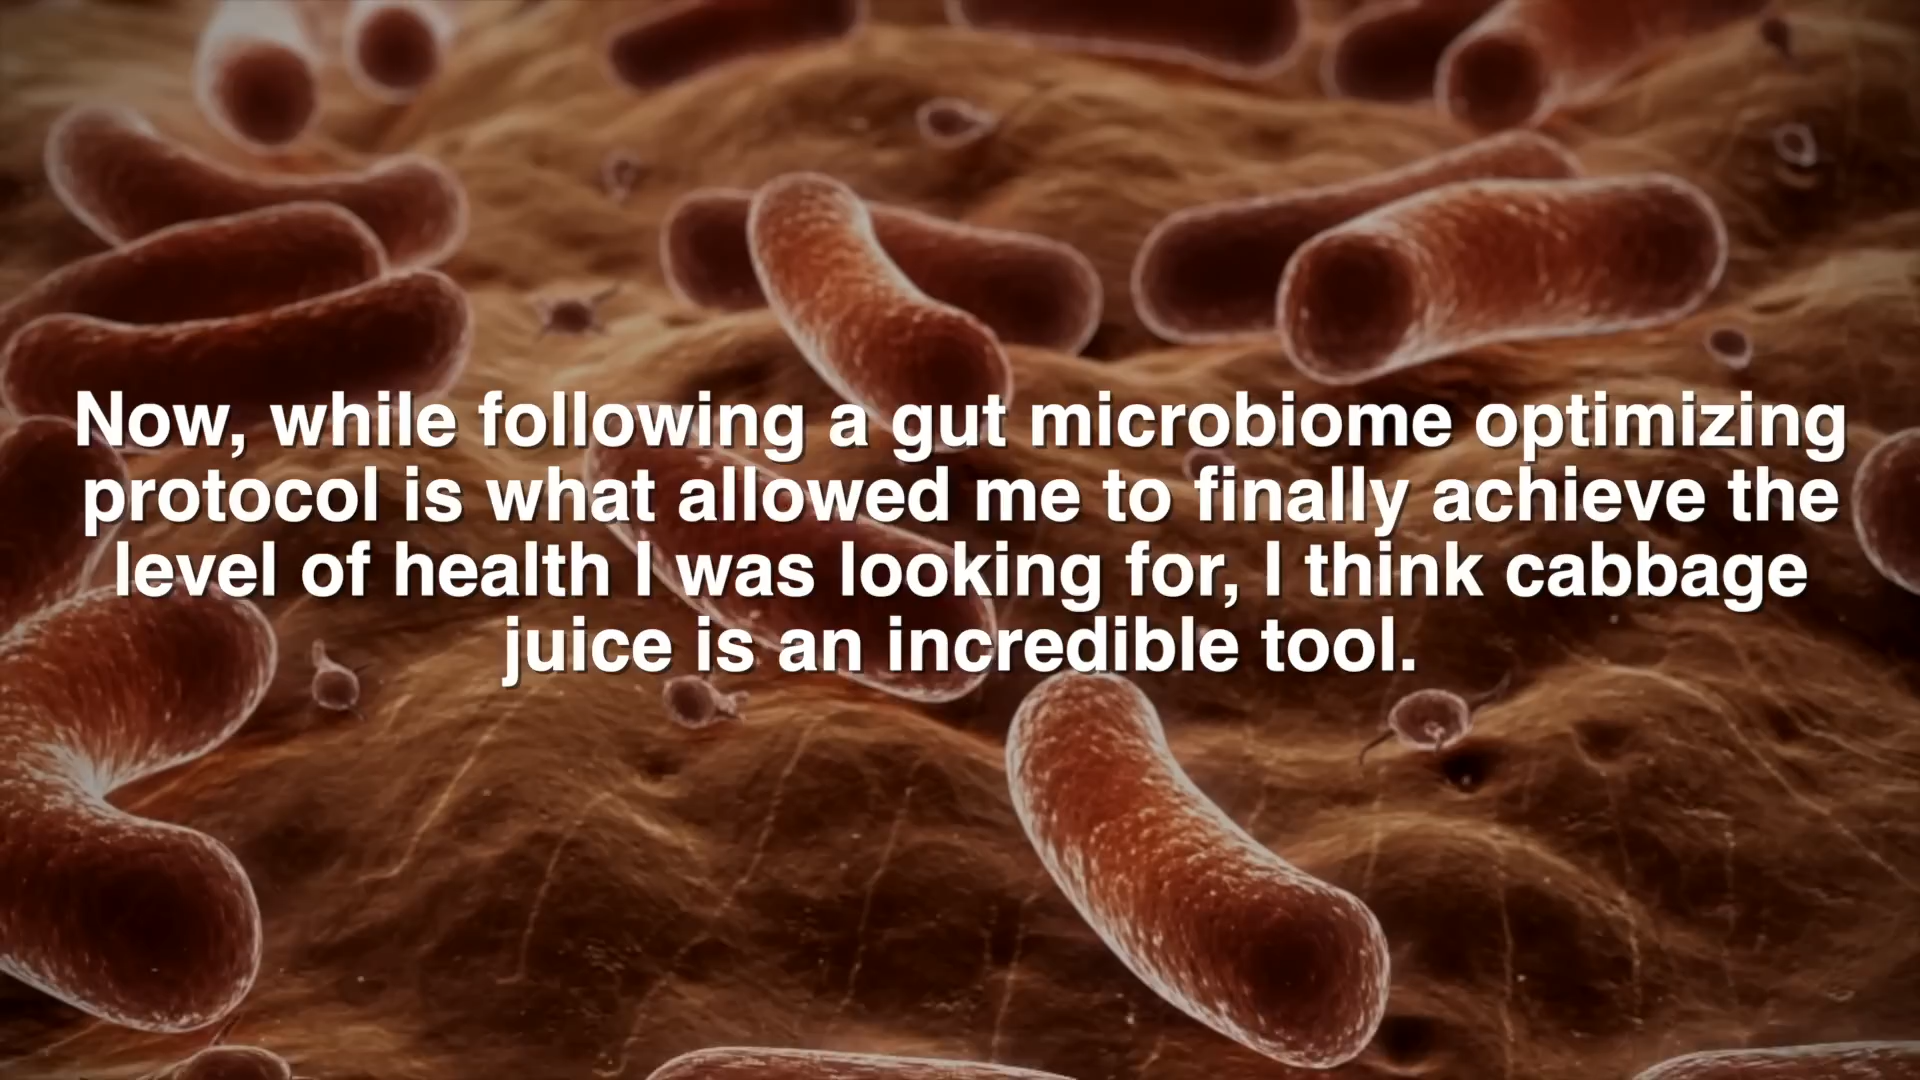 Now, while following a gut microbiome optimizing
protocol is what allowed me to finally achieve the
level of health I was looking for, I think cabbage
juice is an incredible tool.